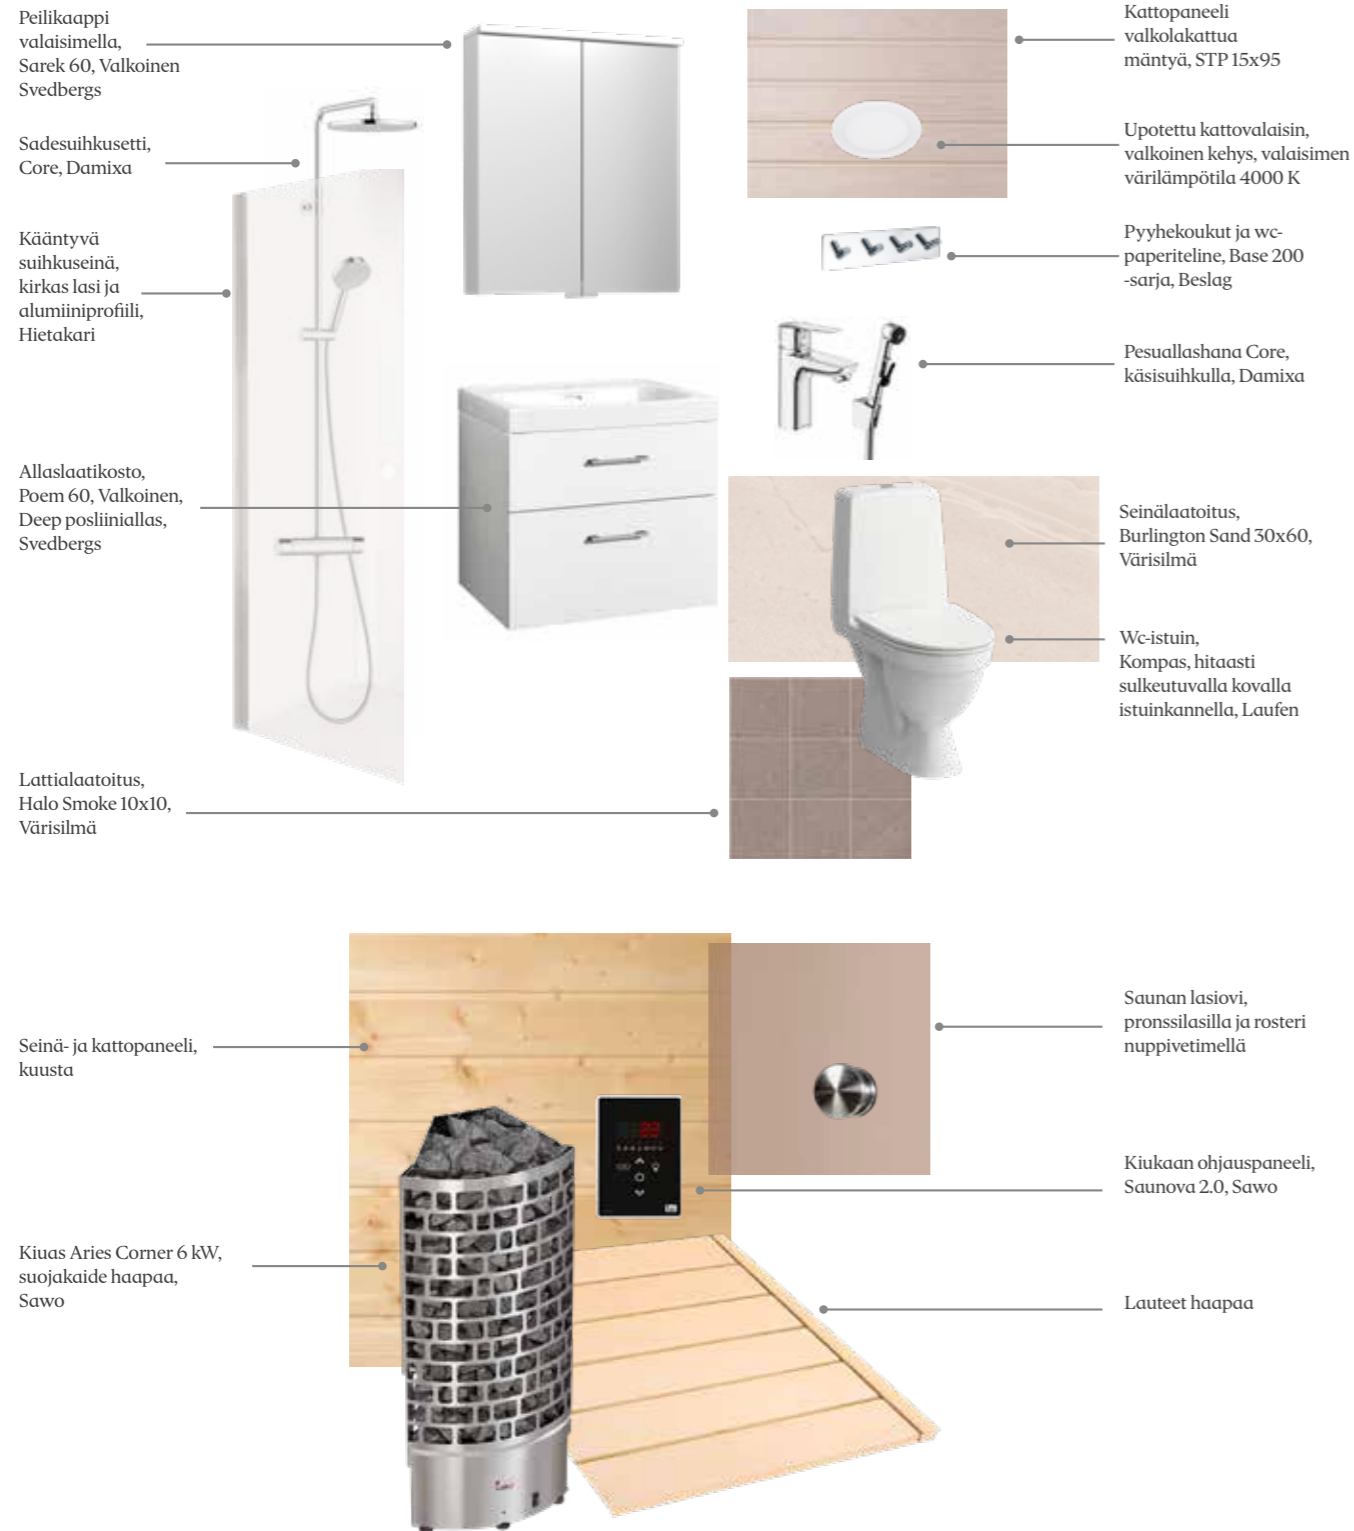 Peilikaappi
valaisimella,
Sarek 60, Valkoinen
Svedbergs
Sadesuihkusetti,
Core, Damixa
Kääntyvä
suihkuseinä,
kirkas lasi ja
alumiiniprofiili,
Hietakari
Allaslaatikosto,
Poem 60, Valkoinen,
Deep posliiniallas,
Svedbergs
Lattialaatoitus,
Halo Smoke 10x10,
Värisilmä
Kattopaneeli
valkolakattua
mäntyä, STP 15x95
Upotettu kattovalaisin,
valkoinen kehys, valaisimen
värilämpötila 4000 K
Pyyhekoukut ja wc-
paperiteline, Base 200
-sarja, Beslag
Pesuallashana Core,
käsisuihkulla, Damixa
Seinälaatoitus,
Burlington Sand 30x60,
Värisilmä
Wc-istuin,
Kompas, hitaasti
sulkeutuvalla kovalla
istuinkannella, Laufen
Seinä- ja kattopaneeli,
kuusta
Kiuas Aries Corner 6 kW,
suojakaide haapaa,
Sawo
Saunan lasiovi,
pronssilasilla ja rosteri
nuppivetimellä
Kiukaan ohjauspaneeli,
Saunova 2.0, Sawo
Lauteet haapaa